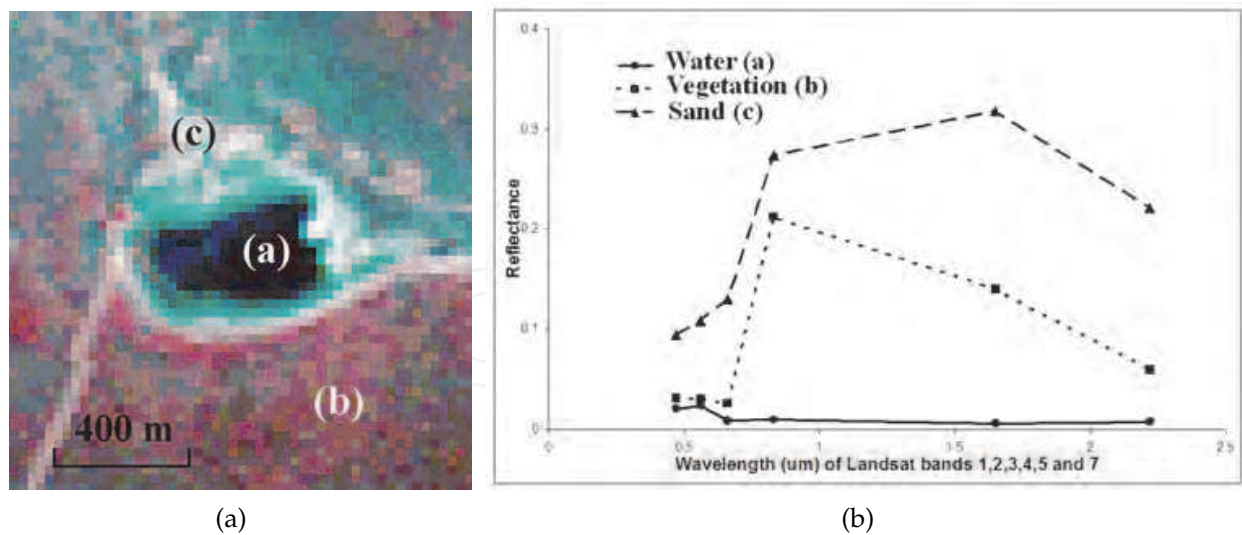 (c)
(a)
(b)
400 m
(a)
0.4
0.3
0.2
0.1
0
Reflectance
Water (a)
Vegetation (b)
Sand (c)
0
0.5
1
1.5
2
2.5
Wavelength (um) of Landsat bands 1,2,3,4,5 and 7
(b)